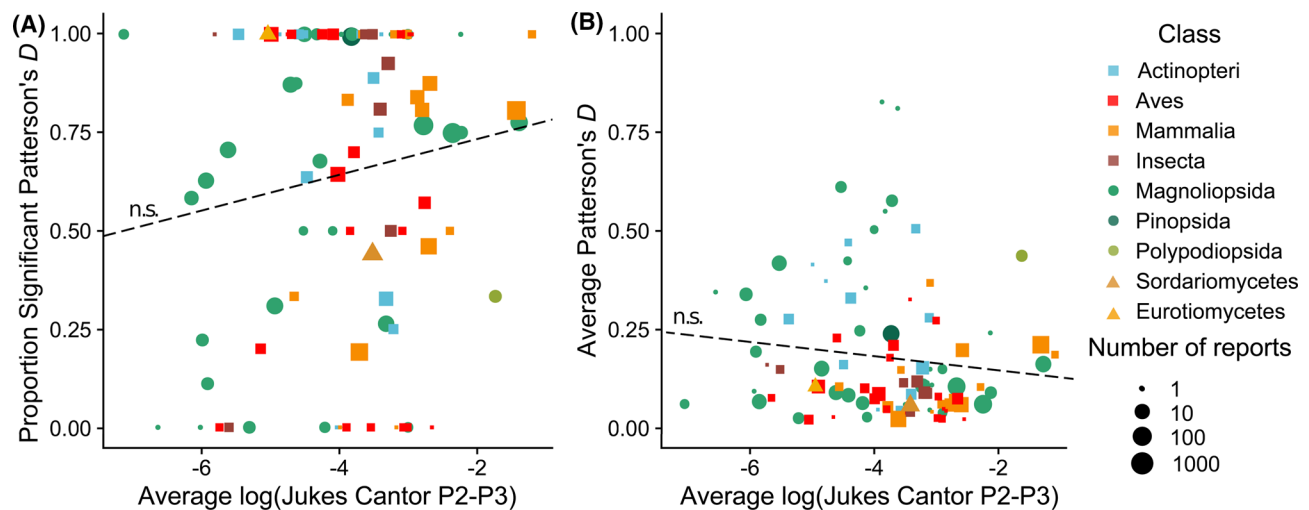 (A)
Proportion Significant Patterson's D
1.00
0.75
0.50
0.25
0.00
n.s.
-6
-4
-2
Average log(Jukes Cantor P2-P3)
(B)
Average Patterson's D
1.00
0.75
0.50
0.25
0.00
n.s.
-6
-4
-2
Average log(Jukes Cantor P2-P3)
Class
Actinopteri
Aves
Mammalia
Insecta
Magnoliopsida
Pinopsida
Polypodiopsida
Sordariomycetes
Eurotiomycetes
Number of reports
1
10
100
1000